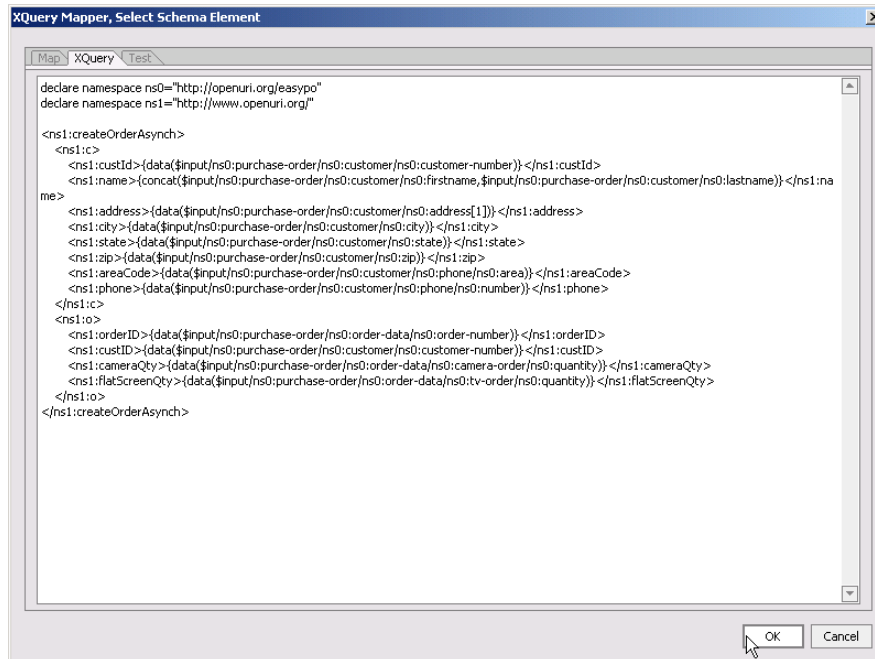 XQuery Mapper, Select Schema Element
Map XQuery Test
declare namespace ns0="http://openuri.org/easypo"
declare namespace ns1="http://www.openuri.org/"
<ns1:createOrderAsynch>
<ns1:c>
<ns1:custId>{data($input/ns0:purchase-order/ns0:customer/ns0:customer-number)}</ns1:custId>
<ns1:name>{concat($input/ns0:purchase-order/ns0:customer/ns0:firstname,$input/ns0:purchase-order/ns0:customer/ns0:lastname)}</ns1:na
me>
<ns1:address>{data($input/ns0:purchase-order/ns0:customer/ns0:address[1])}</ns1:address>
<ns1:city>{data($input/ns0:purchase-order/ns0:customer/ns0:city)}</ns1:city>
<ns1:state>{data($input/ns0:purchase-order/ns0:customer/ns0:state)}</ns1:state>
<ns1:zip>{data($input/ns0:purchase-order/ns0:customer/ns0:zip)}</ns1:zip>
<ns1:areaCode>{data($input/ns0:purchase-order/ns0:customer/ns0:phone/ns0:area)}</ns1:areaCode>
<ns1:phone>{data($input/ns0:purchase-order/ns0:customer/ns0:phone/ns0:number)}</ns1:phone>
</ns1:c>
<ns1:o>
<ns1:orderID>{data($input/ns0:purchase-order/ns0:order-data/ns0:order-number)}</ns1:orderID>
<ns1:custID>{data($input/ns0:purchase-order/ns0:customer/ns0:customer-number)}</ns1:custID>
<ns1:cameraQty>{data($input/ns0:purchase-order/ns0:order-data/ns0:camera-order/ns0:quantity)}</ns1:cameraQty>
<ns1:flatScreenQty>{data($input/ns0:purchase-order/ns0:order-data/ns0:tv-order/ns0:quantity)}</ns1:flatScreenQty>
</ns1:o>
</ns1:createOrderAsynch>
OK Cancel